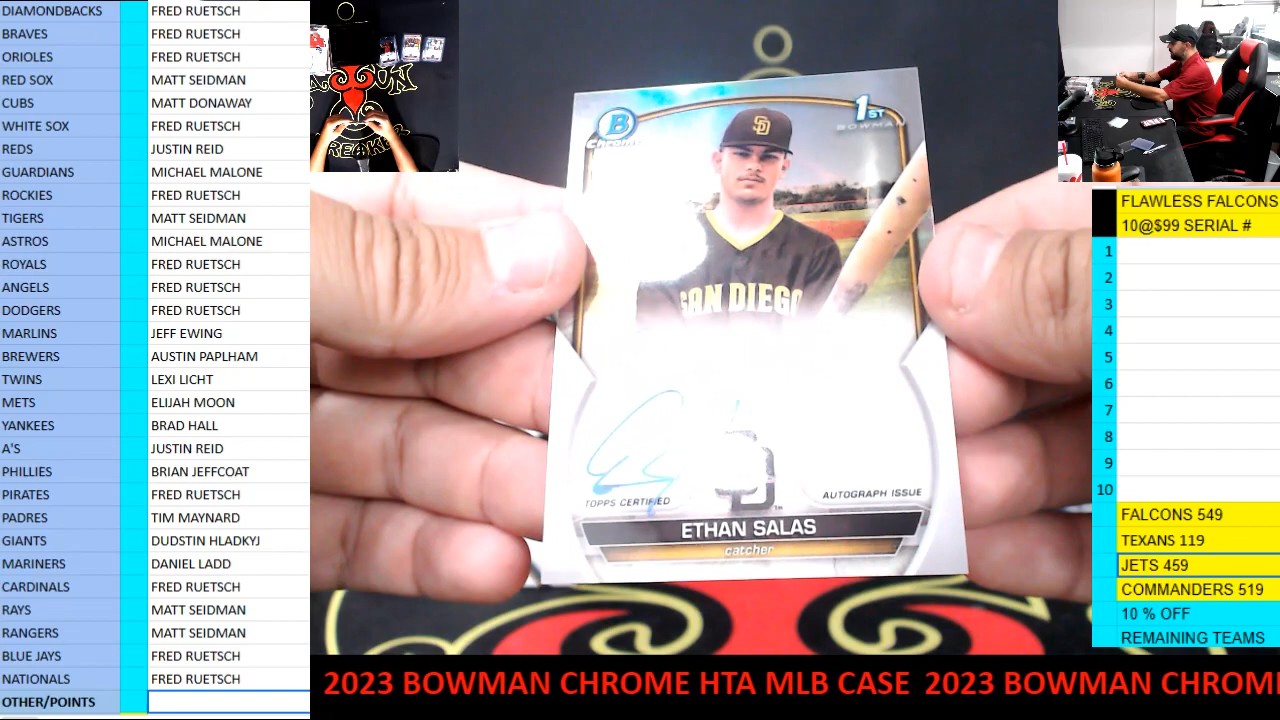 DIAMONDBACKS FRED RUETSCH
BRAVES FRED RUETSCH
ORIOLES FRED RUETSCH
RED SOX MATT SEIDMAN
CUBS MATT DONAWAY
WHITE SOX FRED RUETSCH
REDS JUSTIN REID
GUARDIANS MICHAEL MALONE
ROCKIES FRED RUETSCH
TIGERS MATT SEIDMAN
ASTROS MICHAEL MALONE
ROYALS FRED RUETSCH
ANGELS FRED RUETSCH
DODGERS FRED RUETSCH
MARLINS JEFF EWING
BREWERS AUSTIN PAPLHAM
TWINS LEXI LICHT
METS ELIJAH MOON
YANKEES BRAD HALL
A'S JUSTIN REID
PHILLIES BRIAN JEFFCOAT
PIRATES FRED RUETSCH
PADRES TIM MAYNARD
GIANTS DUDSTIN HLADKYJ
MARINERS DANIEL LADD
CARDINALS FRED RUETSCH
RAYS MATT SEIDMAN
RANGERS MATT SEIDMAN
BLUE JAYS FRED RUETSCH
NATIONALS FRED RUETSCH
OTHER/POINTS
B
Chrome
1ST
BOWMAN
SD
SAN DIEGO
TOPPS CERTIFIED
AUTOGRAPH ISSUE
SD
ETHAN SALAS
catcher
FLAWLESS FALCONS
10@$99 SERIAL #
1
2
3
4
5
6
7
8
9
10
FALCONS 549
TEXANS 119
JETS 459
COMMANDERS 519
10 % OFF
REMAINING TEAMS
2023 BOWMAN CHROME HTA MLB CASE 2023 BOWMAN CHROM